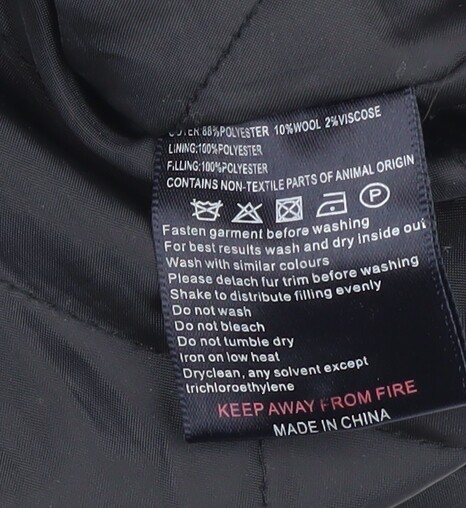 OUTER:88%POLYESTER 10%WOOL 2%VISCOSE
LINING:100%POLYESTER
FILLING:100%POLYESTER
CONTAINS NON-TEXTILE PARTS OF ANIMAL ORIGIN
P
Fasten garment before washing
For best results wash and dry inside out
Wash with similar colours
Please detach fur trim before washing
Shake to distribute filling evenly
Do not wash
Do not bleach
Do not tumble dry
Iron on low heat
Dryclean, any solvent except
trichloroethylene
KEEP AWAY FROM FIRE
MADE IN CHINA